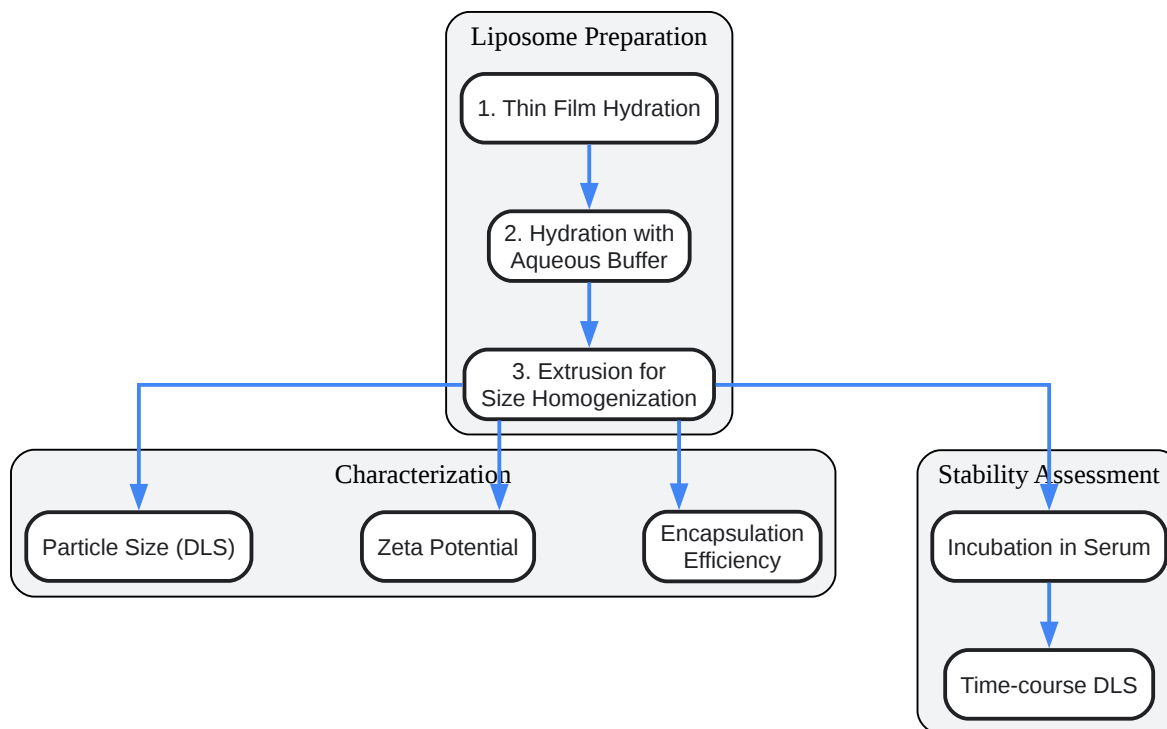 Liposome Preparation
1. Thin Film Hydration
2. Hydration with
Aqueous Buffer
3. Extrusion for
Size Homogenization
Characterization
Particle Size (DLS)
Zeta Potential
Encapsulation
Efficiency
Stability Assessment
Incubation in Serum
Time-course DLS